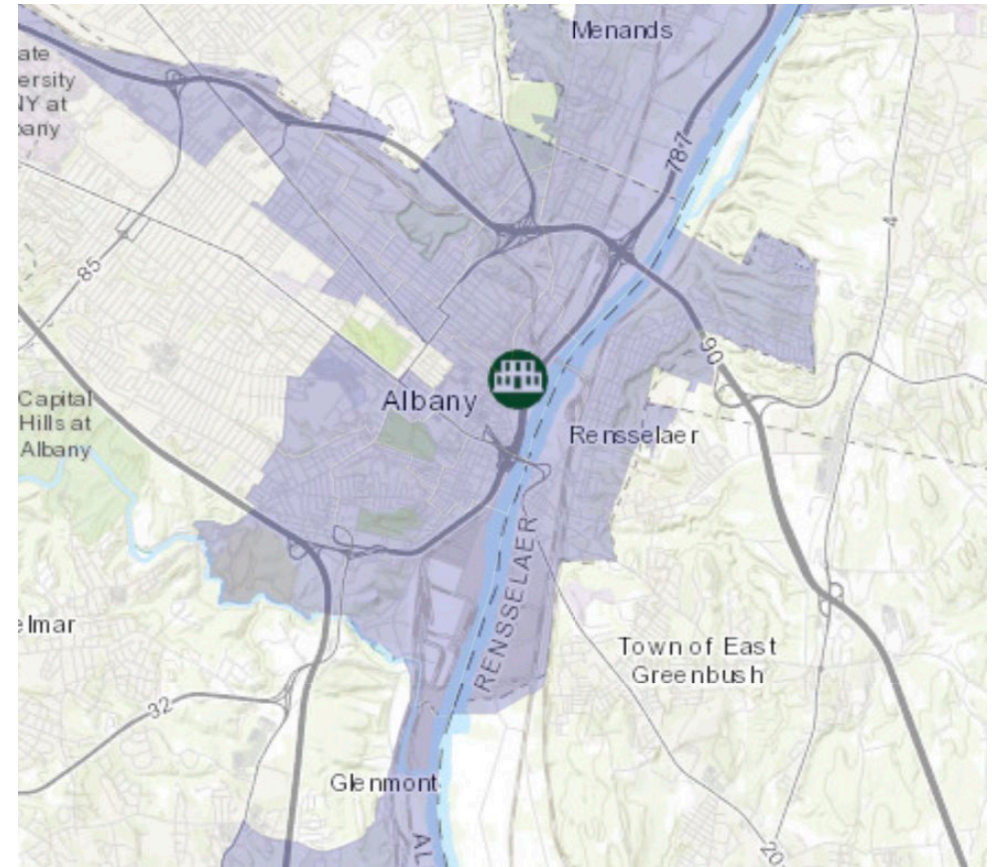 Menands
ate
ersity
NY at
bany
787
4
85
90
Capital
Hills at
Albany
Albany
Rensselaer
RENSSELAER
elmar
Town of East
Greenbush
32
Glenmont
AL
20